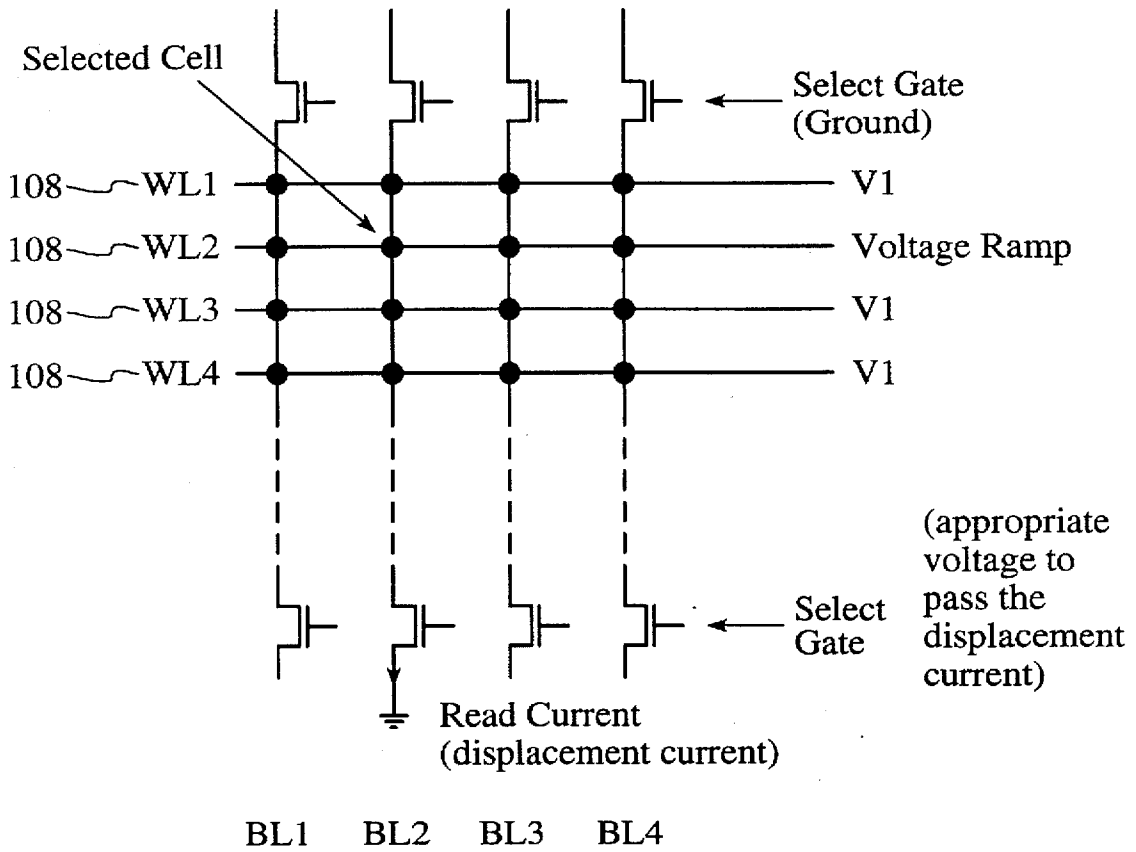 Selected Cell
Select Gate
(Ground)
108 WL1 V1
108 WL2 Voltage Ramp
108 WL3 V1
108 WL4 V1
(appropriate
voltage to
pass the
displacement
current)
Select
Gate
Read Current
(displacement current)
BL1 BL2 BL3 BL4